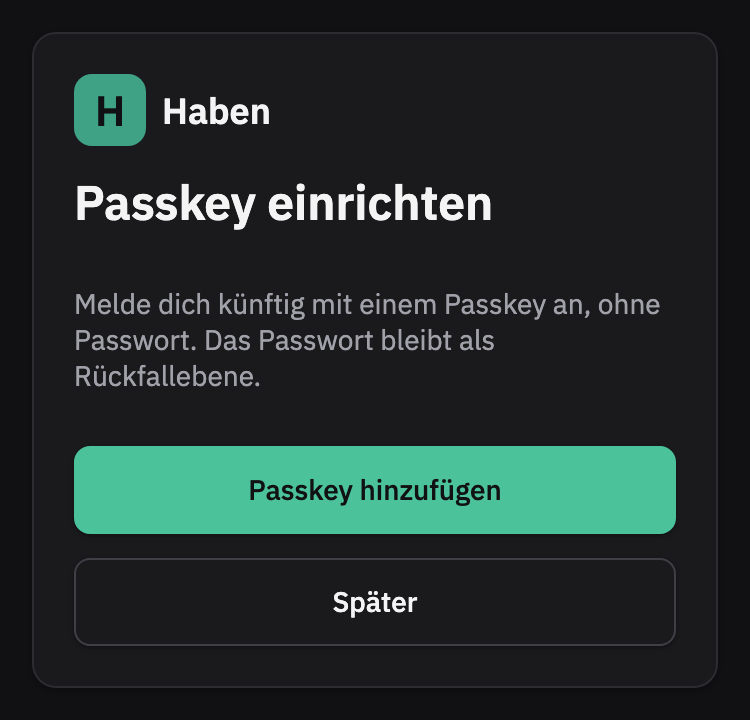 H
Haben
Passkey einrichten
Melde dich künftig mit einem Passkey an, ohne
Passwort. Das Passwort bleibt als
Rückfallebene.
Passkey hinzufügen
Später